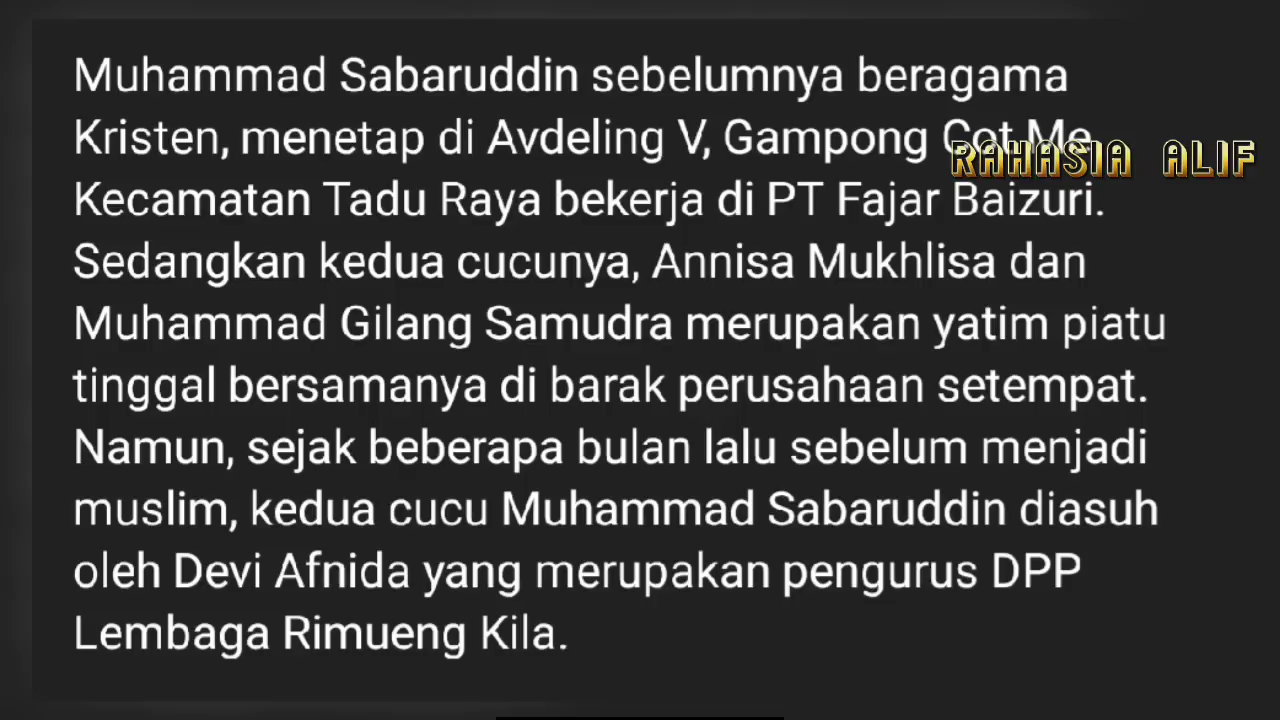 Muhammad Sabaruddin sebelumnya beragama
Kristen, menetap di Avdeling V, Gampong Cot Me
RAHASIA ALIF
Kecamatan Tadu Raya bekerja di PT Fajar Baizuri.
Sedangkan kedua cucunya, Annisa Mukhlisa dan
Muhammad Gilang Samudra merupakan yatim piatu
tinggal bersamanya di barak perusahaan setempat.
Namun, sejak beberapa bulan lalu sebelum menjadi
muslim, kedua cucu Muhammad Sabaruddin diasuh
oleh Devi Afnida yang merupakan pengurus DPP
Lembaga Rimueng Kila.